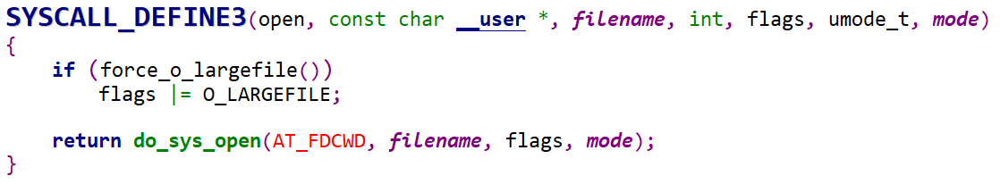 SYSCALL_DEFINE3(open, const char __user *, filename, int, flags, umode_t, mode)
{
    if (force_o_largefile())
        flags |= O_LARGEFILE;

    return do_sys_open(AT_FDCWD, filename, flags, mode);
}